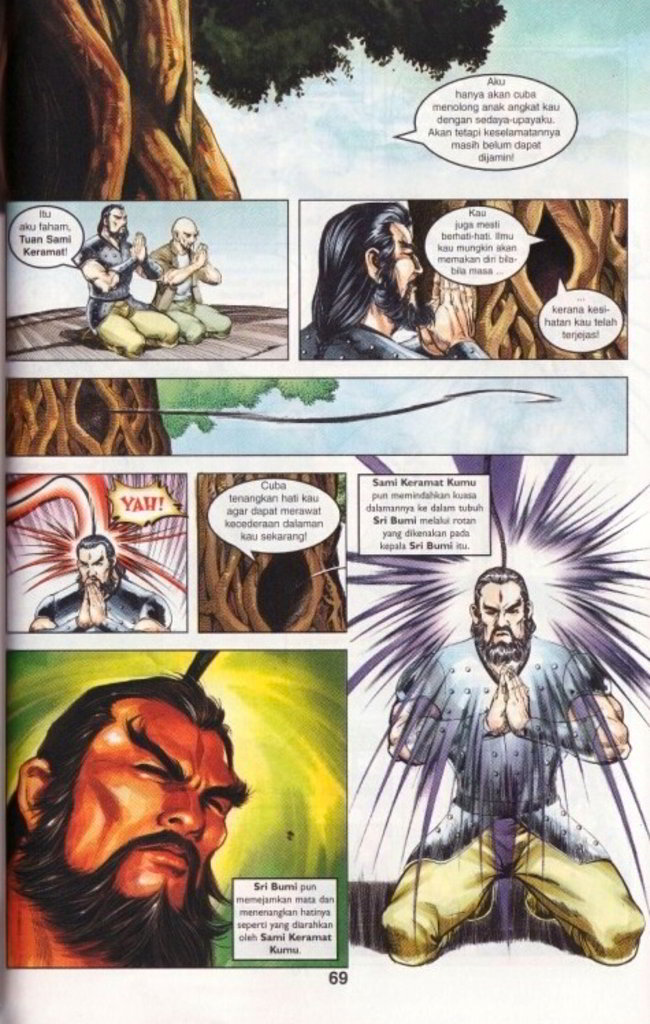 Aku
hanya akan cuba
menolong anak angkat kau
dengan sedaya-upayaku.
Akan tetapi keselamatannya
masih belum dapat
dijamin!
Itu
aku faham,
Tuan Sami
Keramat!
Kau
juga mesti
berhati-hati. Ilmu
kau mungkin akan
memakan diri bila-
bila masa ...
...
kerana kesi-
hatan kau telah
terjejas!
YAH!
Cuba
tenangkan hati kau
agar dapat merawat
kecederaan dalaman
kau sekarang!
Sami Keramat Kumu
pun memindahkan kuasa
dalamannya ke dalam tubuh
Sri Bumi melalui rotan
yang dikenakan pada
kepala Sri Bumi itu.
Sri Bumi pun
memejamkan mata dan
menenangkan hatinya
seperti yang diarahkan
oleh Sami Keramat
Kumu.
69